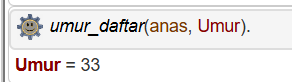 umur_daftar(anas, Umur).
Umur = 33